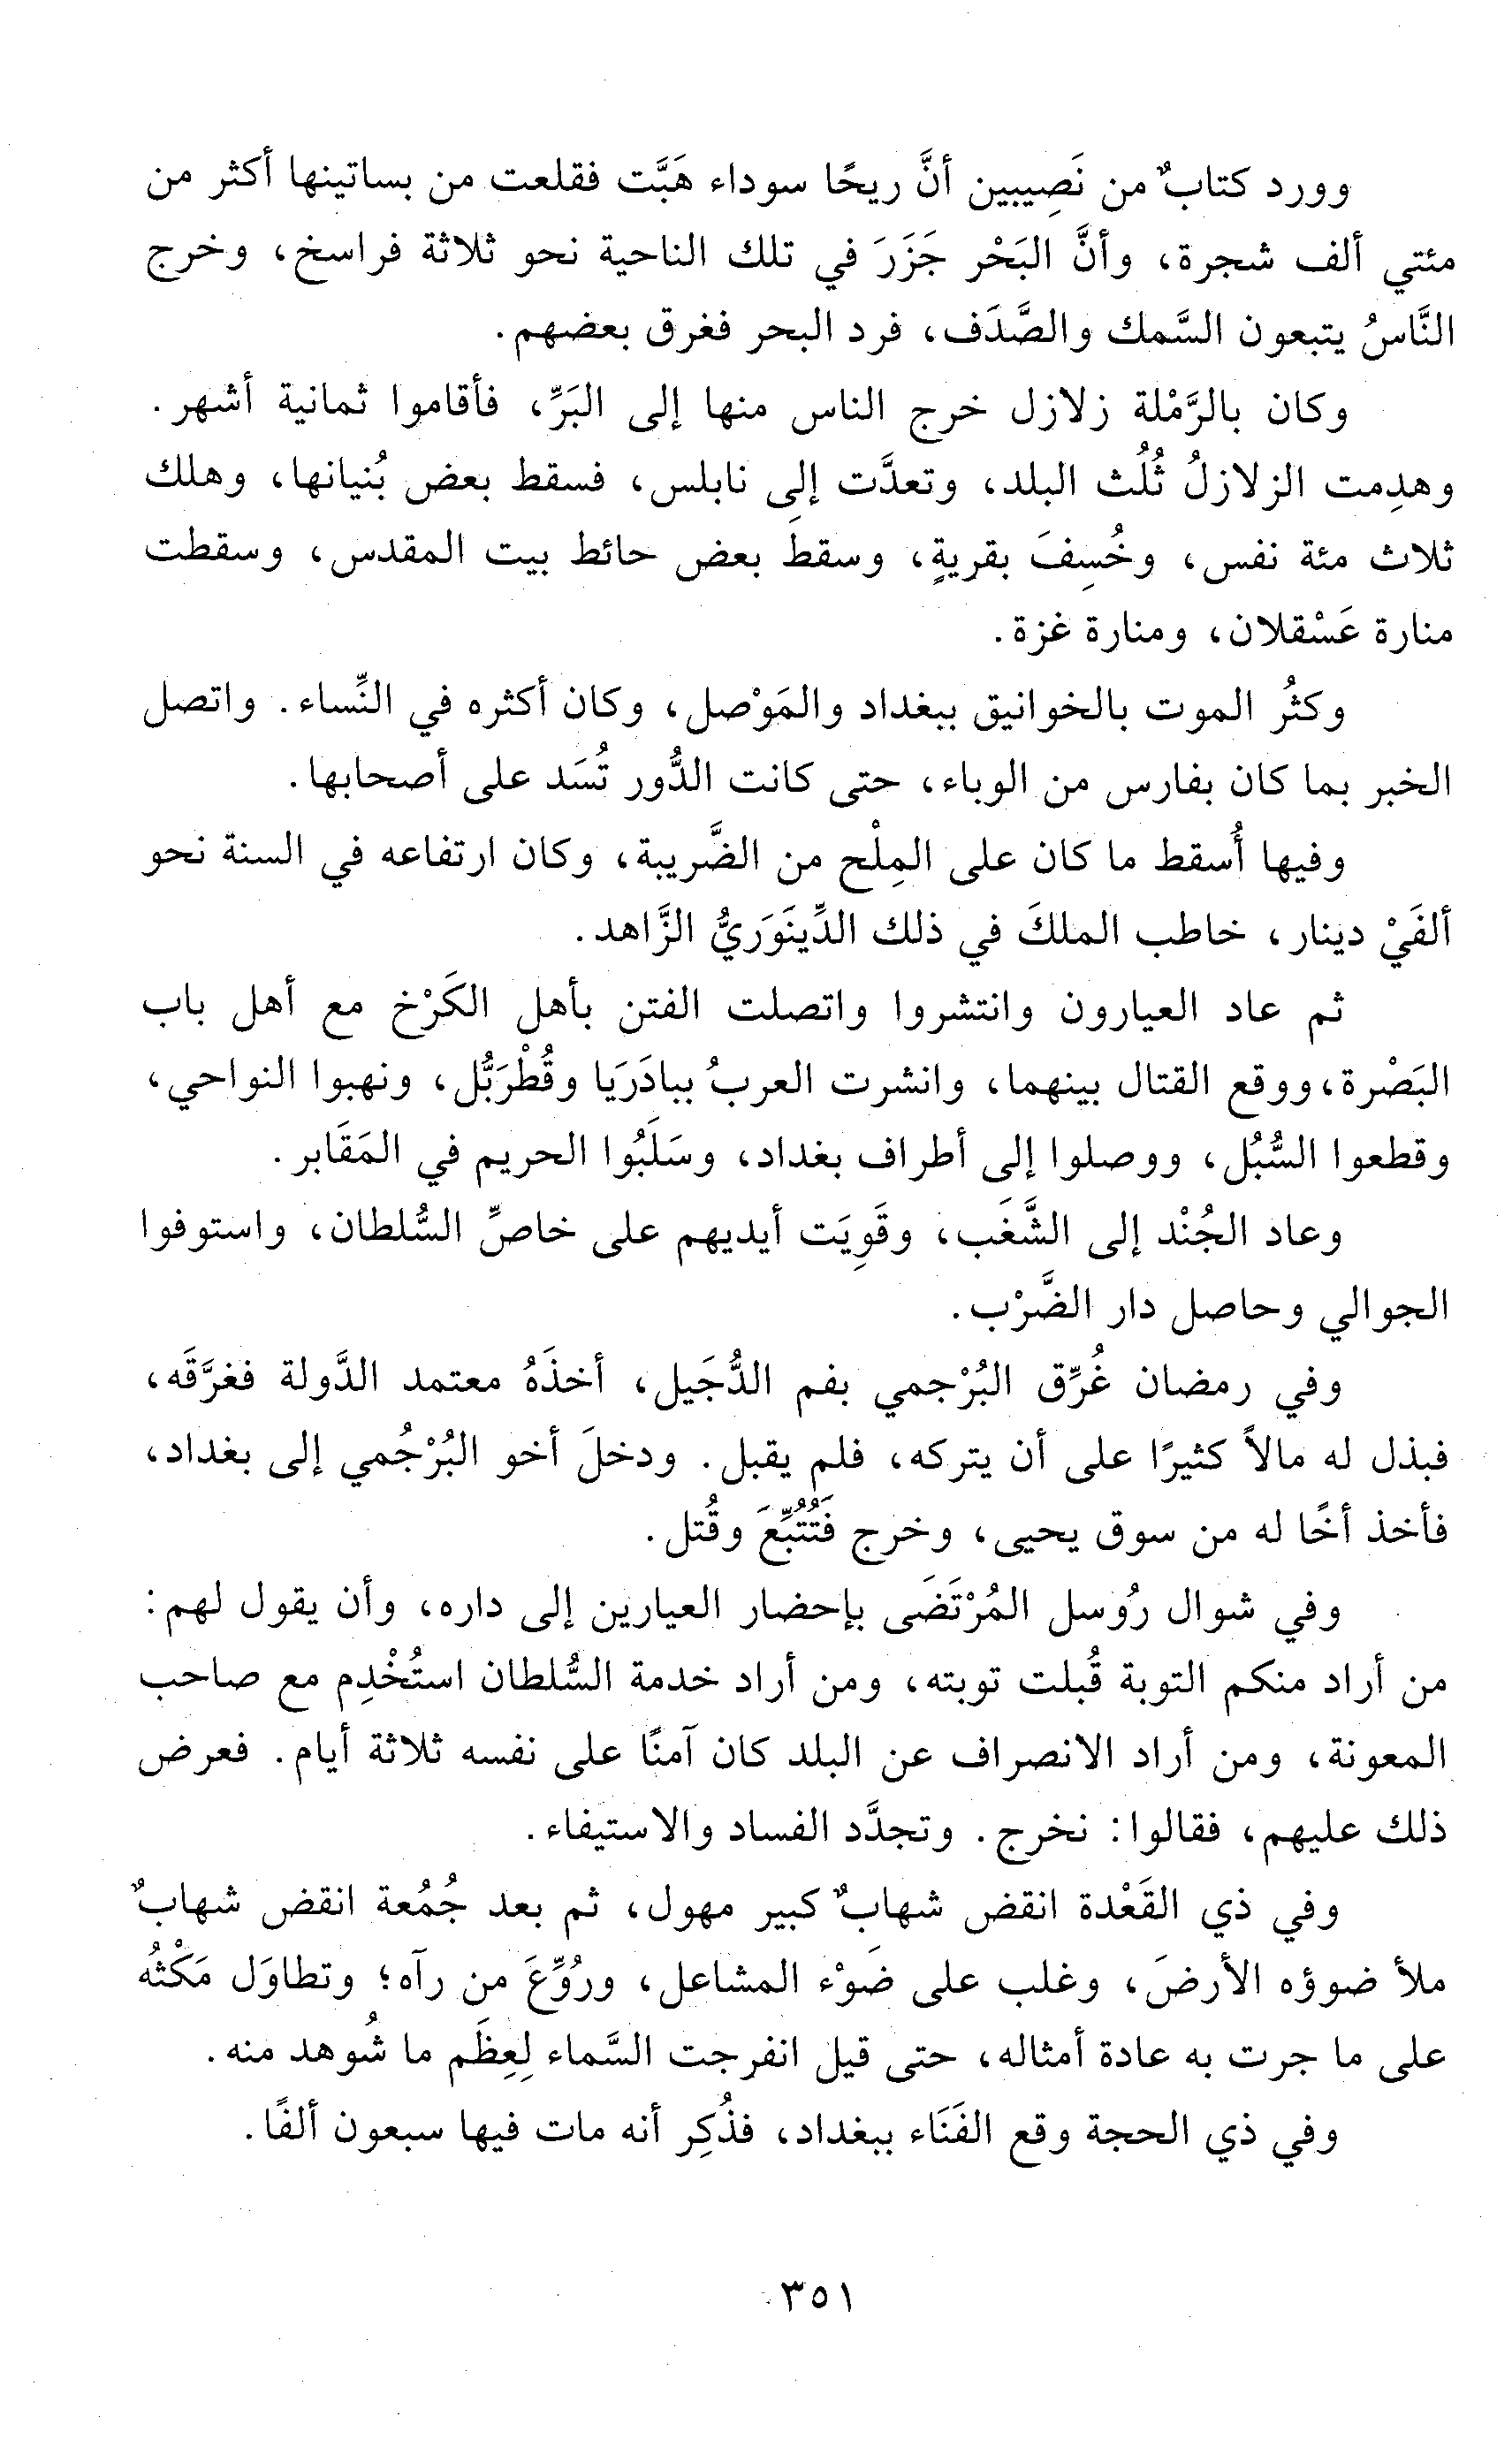 وورد كتابٌ من نَصِيبين أنَّ ريحًا سوداء هَبَّت فقلعت من بساتينها أكثر من
مئتي ألف شجرة، وأنَّ البَحْر جَزَرَ في تلك الناحية نحو ثلاثة فراسخ، وخرج
النَّاسُ يتبعون السَّمك والصَّدَف، فرد البحر فغرق بعضهم.
وكان بالرَّمْلة زلازل خرج الناس منها إلى البَرِّ، فأقاموا ثمانية أشهر.
وهدِمت الزلازلُ ثُلُث البلد، وتعدَّت إلى نابلس، فسقط بعض بُنيانها، وهلك
ثلاث مئة نفس، وخُسِفَ بقريةٍ، وسقطَ بعض حائط بيت المقدس، وسقطت
منارة عَسْقلان، ومنارة غزة.
وكثُر الموت بالخوانيق ببغداد والمَوْصل، وكان أكثره في النِّساء. واتصل
الخبر بما كان بفارس من الوباء، حتى كانت الدُّور تُسَد على أصحابها.
وفيها أُسقط ما كان على المِلْح من الضَّريبة، وكان ارتفاعه في السنة نحو
ألفَيْ دينار، خاطب الملكَ في ذلك الدِّينَوَريُّ الزَّاهد.
ثم عاد العيارون وانتشروا واتصلت الفتن بأهل الكَرْخ مع أهل باب
البَصْرة، ووقع القتال بينهما، وانشرت العربُ ببادَرَيا وقُطْرَبُّل، ونهبوا النواحي،
وقطعوا السُّبُل، ووصلوا إلى أطراف بغداد، وسَلَبُوا الحريم في المَقَابر.
وعاد الجُنْد إلى الشَّغَب، وقَوِيَت أيديهم على خاصِّ السُّلطان، واستوفوا
الجوالي وحاصل دار الضَّرْب.
وفي رمضان غُرِّق البُرْجمي بفم الدُّجَيل، أخذَهُ معتمد الدَّولة فغرَّقَه،
فبذل له مالاً كثيرًا على أن يتركه، فلم يقبل. ودخلَ أخو البُرْجُمي إلى بغداد،
فأخذ أخًا له من سوق يحيى، وخرج فَتُتُبِّعَ وقُتل.
وفي شوال رُوسل المُرْتَضَى بإحضار العيارين إلى داره، وأن يقول لهم:
من أراد منكم التوبة قُبلت توبته، ومن أراد خدمة السُّلطان استُخْدِم مع صاحب
المعونة، ومن أراد الانصراف عن البلد كان آمنًا على نفسه ثلاثة أيام. فعرض
ذلك عليهم، فقالوا: نخرج. وتجدَّد الفساد والاستيفاء.
وفي ذي القَعْدة انقض شهابٌ كبير مهول، ثم بعد جُمُعة انقض شهابٌ
ملأ ضوؤه الأرضَ، وغلب على ضَوْء المشاعل، ورُوِّعَ من رآه؛ وتطاوَل مَكْثُه
على ما جرت به عادة أمثاله، حتى قيل انفرجت السَّماء لِعِظَم ما شُوهد منه.
وفي ذي الحجة وقع الفَنَاء ببغداد، فذُكِر أنه مات فيها سبعون ألفًا.
٣٥١